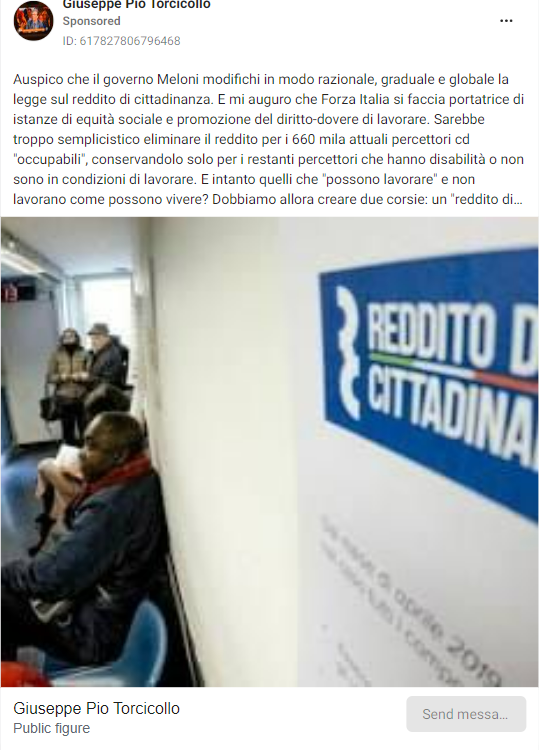 Giuseppe Pio Torcicollo
Sponsored
ID: 617827806796468
Auspico che il governo Meloni modifichi in modo razionale, graduale e globale la
legge sul reddito di cittadinanza. E mi auguro che Forza Italia si faccia portatrice di
istanze di equità sociale e promozione del diritto-dovere di lavorare. Sarebbe
troppo semplicistico eliminare il reddito per i 660 mila attuali percettori cd
"occupabili", conservandolo solo per i restanti percettori che hanno disabilità o non
sono in condizioni di lavorare. E intanto quelli che "possono lavorare" e non
lavorano come possono vivere? Dobbiamo allora creare due corsie: un "reddito di...
REDDITO D
CITTADINA
di aprile 2019
tutti i
Giuseppe Pio Torcicollo
Public figure
Send messa...